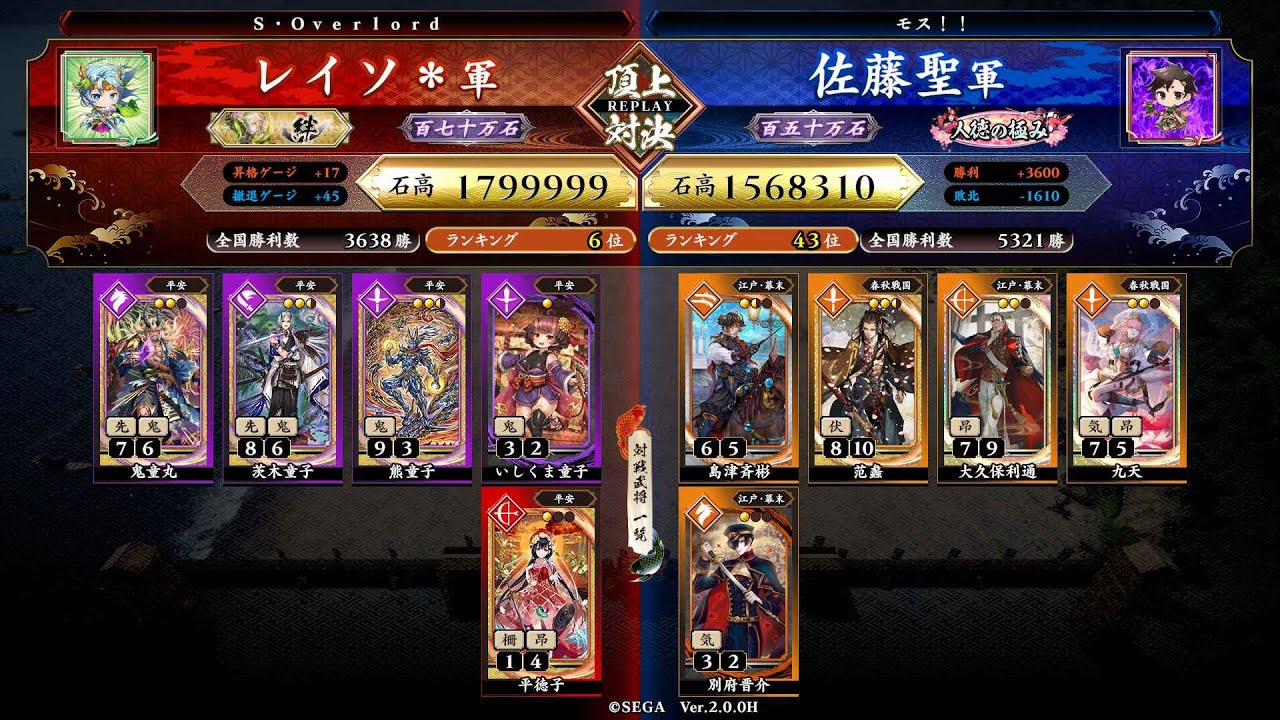 S・Overlord
モス！！
レイソ＊軍
頂上
REPLAY
対決
佐藤聖軍
絆
百七十万石
百五十万石
人徳の極み
昇格ゲージ +17
撤退ゲージ +45
石高 1799999
石高 1568310
勝利 +3600
敗北 -1610
全国勝利数 3638勝
ランキング 6位
ランキング 43位
全国勝利数 5321勝
平安
先 鬼
7 6
鬼童丸
平安
先 鬼
8 6
茨木童子
平安
鬼
9 3
熊童子
平安
鬼
3 2
いしくま童子
対戦武将一覧
江戸・幕末
6 5
島津斉彬
春秋戦国
伏
8 10
范蠡
江戸・幕末
昂
7 9
大久保利通
春秋戦国
気 昂
7 5
九天
平安
柵 昂
1 4
平徳子
江戸・幕末
気
3 2
別府晋介
©SEGA Ver.2.0.0H